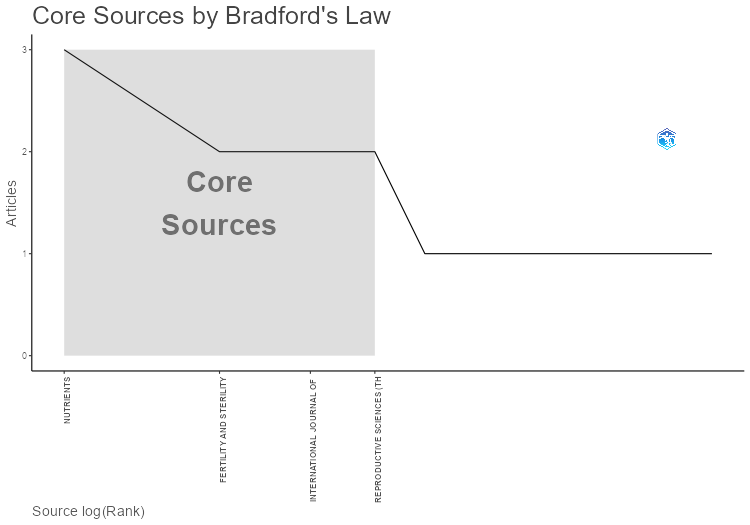 Core Sources by Bradford's Law
3
2
1
0
Articles
Core
Sources
NUTRIENTS
FERTILITY AND STERILITY
INTERNATIONAL JOURNAL OF
REPRODUCTIVE SCIENCES (TH
Source log(Rank)